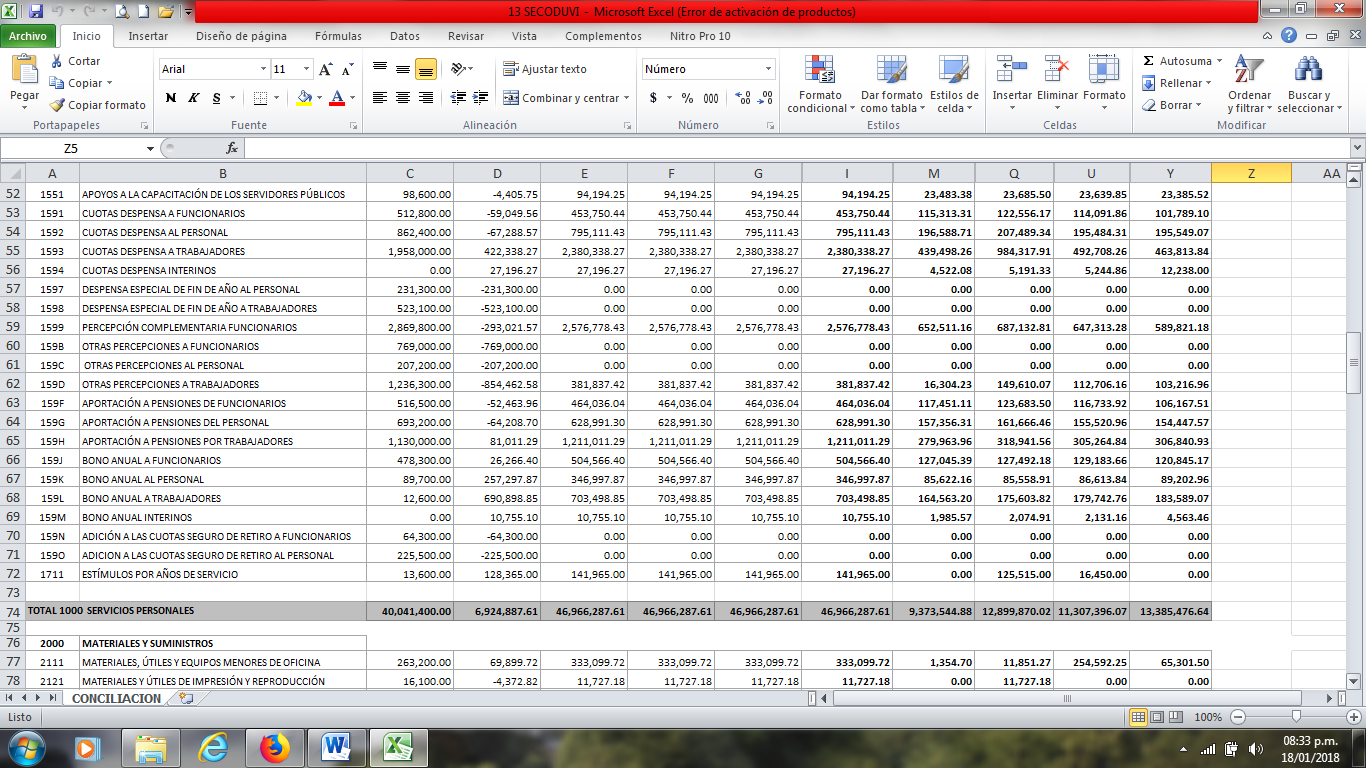 13 SECODUVI - Microsoft Excel (Error de activación de productos)
Archivo Inicio Insertar Diseño de página Fórmulas Datos Revisar Vista Complementos Nitro Pro 10
Pegar Cortar Copiar Copiar formato Portapapeles
Arial 11 N K S Fuente
Ajustar texto Combinar y centrar Alineación
Número $ % 000 Número
Formato condicional Dar formato como tabla Estilos de celda Estilos
Insertar Eliminar Formato Celdas
Σ Autosuma Rellenar Borrar Ordenar y filtrar Buscar y seleccionar Modificar
Z5 fx
A B C D E F G I M Q U Y Z AA
52 1551 APOYOS A LA CAPACITACIÓN DE LOS SERVIDORES PÚBLICOS 98,600.00 -4,405.75 94,194.25 94,194.25 94,194.25 94,194.25 23,483.38 23,685.50 23,639.85 23,385.52
53 1591 CUOTAS DESPENSA A FUNCIONARIOS 512,800.00 -59,049.56 453,750.44 453,750.44 453,750.44 453,750.44 115,313.31 122,556.17 114,091.86 101,789.10
54 1592 CUOTAS DESPENSA AL PERSONAL 862,400.00 -67,288.57 795,111.43 795,111.43 795,111.43 795,111.43 196,588.71 207,489.34 195,484.31 195,549.07
55 1593 CUOTAS DESPENSA A TRABAJADORES 1,958,000.00 422,338.27 2,380,338.27 2,380,338.27 2,380,338.27 2,380,338.27 439,498.26 984,317.91 492,708.26 463,813.84
56 1594 CUOTAS DESPENSA INTERINOS 0.00 27,196.27 27,196.27 27,196.27 27,196.27 27,196.27 4,522.08 5,191.33 5,244.86 12,238.00
57 1597 DESPENSA ESPECIAL DE FIN DE AÑO AL PERSONAL 231,300.00 -231,300.00 0.00 0.00 0.00 0.00 0.00 0.00 0.00 0.00
58 1598 DESPENSA ESPECIAL DE FIN DE AÑO A TRABAJADORES 523,100.00 -523,100.00 0.00 0.00 0.00 0.00 0.00 0.00 0.00 0.00
59 1599 PERCEPCIÓN COMPLEMENTARIA FUNCIONARIOS 2,869,800.00 -293,021.57 2,576,778.43 2,576,778.43 2,576,778.43 2,576,778.43 652,511.16 687,132.81 647,313.28 589,821.18
60 159B OTRAS PERCEPCIONES A FUNCIONARIOS 769,000.00 -769,000.00 0.00 0.00 0.00 0.00 0.00 0.00 0.00 0.00
61 159C OTRAS PERCEPCIONES AL PERSONAL 207,200.00 -207,200.00 0.00 0.00 0.00 0.00 0.00 0.00 0.00 0.00
62 159D OTRAS PERCEPCIONES A TRABAJADORES 1,236,300.00 -854,462.58 381,837.42 381,837.42 381,837.42 381,837.42 16,304.23 149,610.07 112,706.16 103,216.96
63 159F APORTACIÓN A PENSIONES DE FUNCIONARIOS 516,500.00 -52,463.96 464,036.04 464,036.04 464,036.04 464,036.04 117,451.11 123,683.50 116,733.92 106,167.51
64 159G APORTACIÓN A PENSIONES DEL PERSONAL 693,200.00 -64,208.70 628,991.30 628,991.30 628,991.30 628,991.30 157,356.31 161,666.46 155,520.96 154,447.57
65 159H APORTACIÓN A PENSIONES POR TRABAJADORES 1,130,000.00 81,011.29 1,211,011.29 1,211,011.29 1,211,011.29 1,211,011.29 279,963.96 318,941.56 305,264.84 306,840.93
66 159J BONO ANUAL A FUNCIONARIOS 478,300.00 26,266.40 504,566.40 504,566.40 504,566.40 504,566.40 127,045.39 127,492.18 129,183.66 120,845.17
67 159K BONO ANUAL AL PERSONAL 89,700.00 257,297.87 346,997.87 346,997.87 346,997.87 346,997.87 85,622.16 85,558.91 86,613.84 89,202.96
68 159L BONO ANUAL A TRABAJADORES 12,600.00 690,898.85 703,498.85 703,498.85 703,498.85 703,498.85 164,563.20 175,603.82 179,742.76 183,589.07
69 159M BONO ANUAL INTERINOS 0.00 10,755.10 10,755.10 10,755.10 10,755.10 10,755.10 1,985.57 2,074.91 2,131.16 4,563.46
70 159N ADICIÓN A LAS CUOTAS SEGURO DE RETIRO A FUNCIONARIOS 64,300.00 -64,300.00 0.00 0.00 0.00 0.00 0.00 0.00 0.00 0.00
71 159O ADICION A LAS CUOTAS SEGURO DE RETIRO AL PERSONAL 225,500.00 -225,500.00 0.00 0.00 0.00 0.00 0.00 0.00 0.00 0.00
72 1711 ESTÍMULOS POR AÑOS DE SERVICIO 13,600.00 128,365.00 141,965.00 141,965.00 141,965.00 141,965.00 0.00 125,515.00 16,450.00 0.00
73
74 TOTAL 1000 SERVICIOS PERSONALES 40,041,400.00 6,924,887.61 46,966,287.61 46,966,287.61 46,966,287.61 46,966,287.61 9,373,544.88 12,899,870.02 11,307,396.07 13,385,476.64
75
76 2000 MATERIALES Y SUMINISTROS
77 2111 MATERIALES, ÚTILES Y EQUIPOS MENORES DE OFICINA 263,200.00 69,899.72 333,099.72 333,099.72 333,099.72 333,099.72 1,354.70 11,851.27 254,592.25 65,301.50
78 2121 MATERIALES Y ÚTILES DE IMPRESIÓN Y REPRODUCCIÓN 16,100.00 -4,372.82 11,727.18 11,727.18 11,727.18 11,727.18 0.00 11,727.18 0.00 0.00
CONCILIACION
Listo 100%
08:33 p.m.
18/01/2018